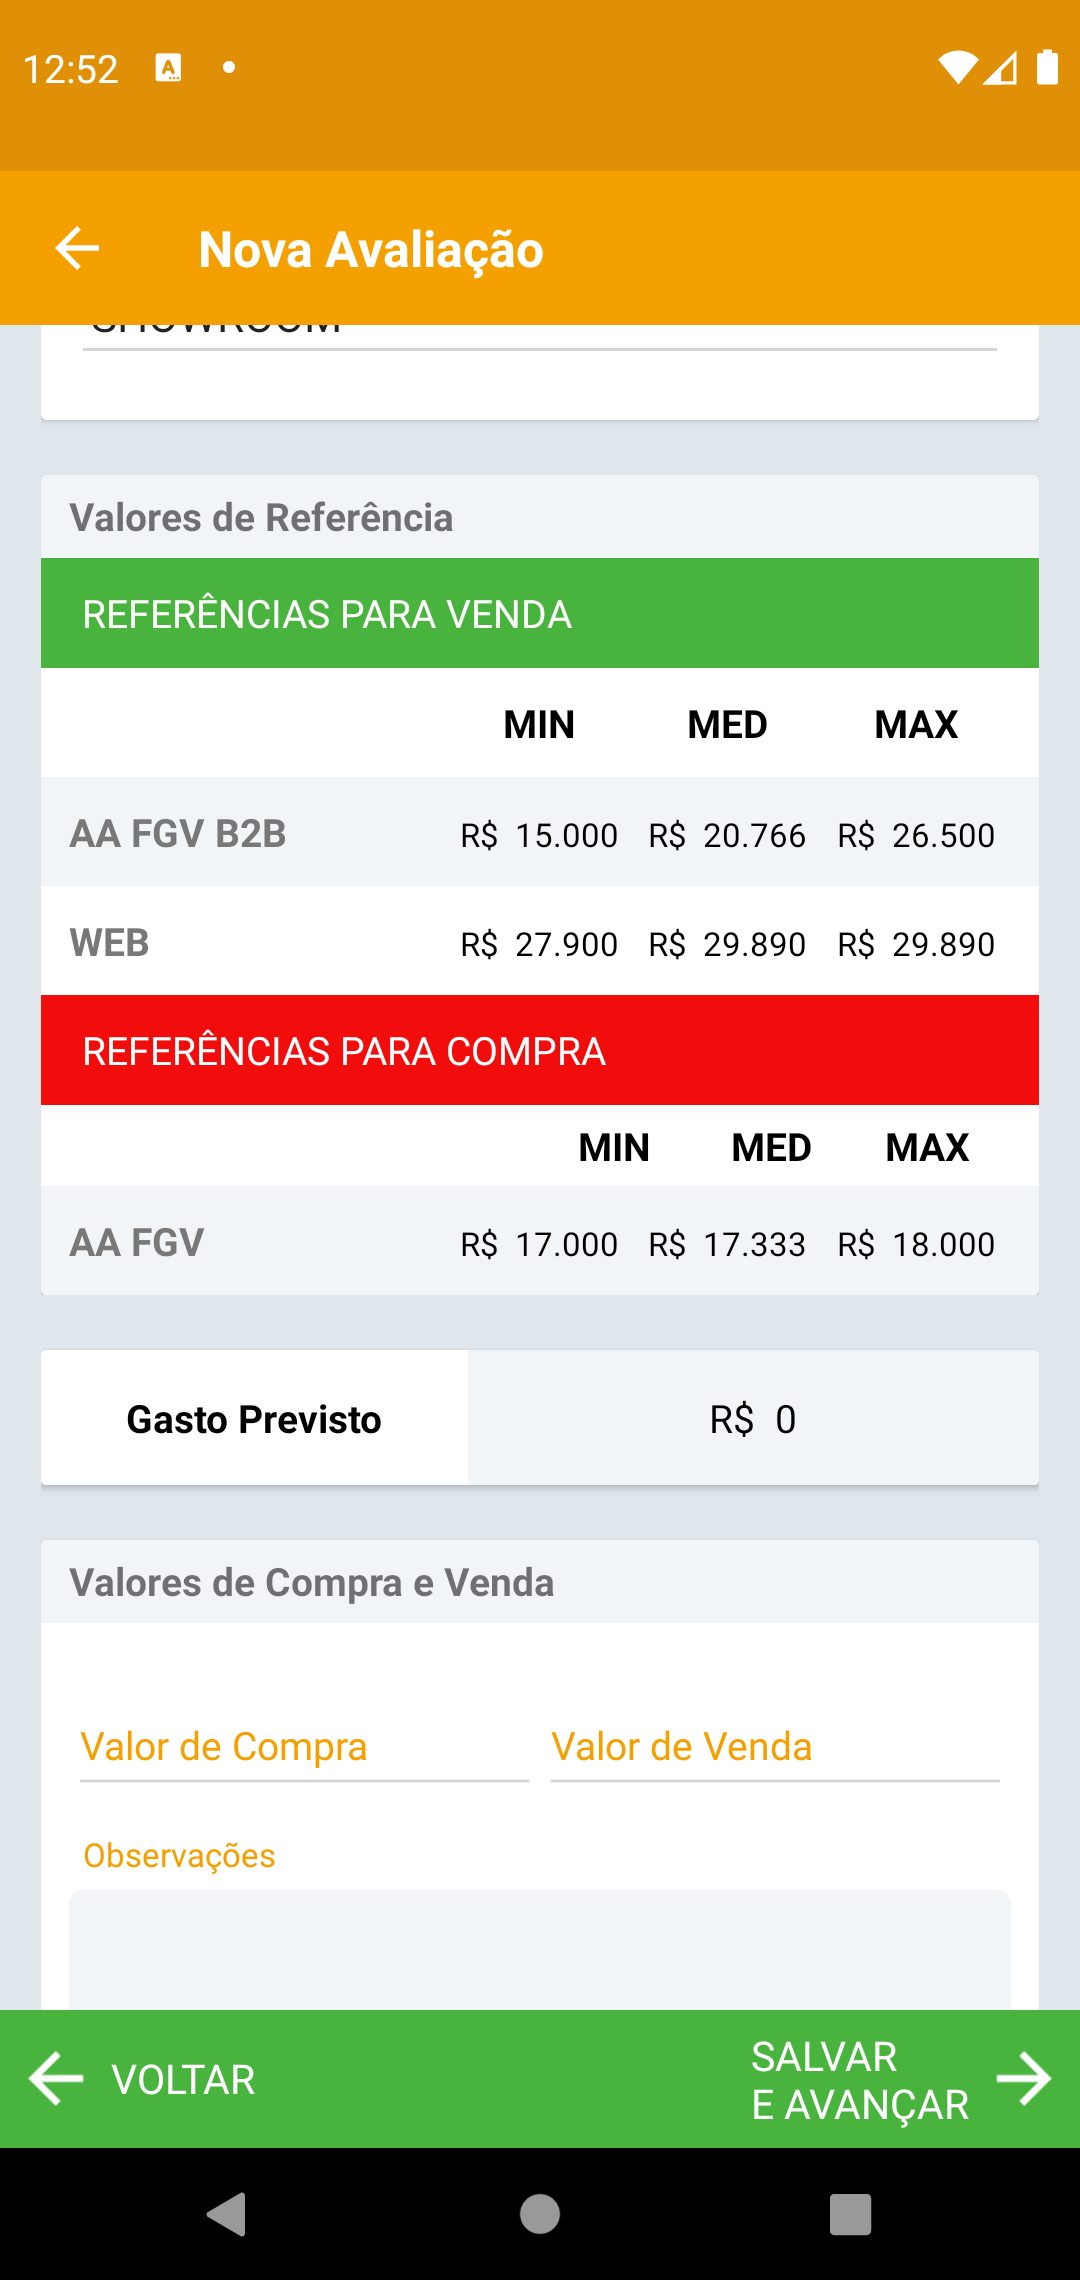 12:52
Nova Avaliação
SHOWROOM
Valores de Referência
REFERÊNCIAS PARA VENDA
MIN MED MAX
AA FGV B2B R$ 15.000 R$ 20.766 R$ 26.500
WEB R$ 27.900 R$ 29.890 R$ 29.890
REFERÊNCIAS PARA COMPRA
MIN MED MAX
AA FGV R$ 17.000 R$ 17.333 R$ 18.000
Gasto Previsto R$ 0
Valores de Compra e Venda
Valor de Compra Valor de Venda
Observações
VOLTAR
SALVAR
E AVANÇAR